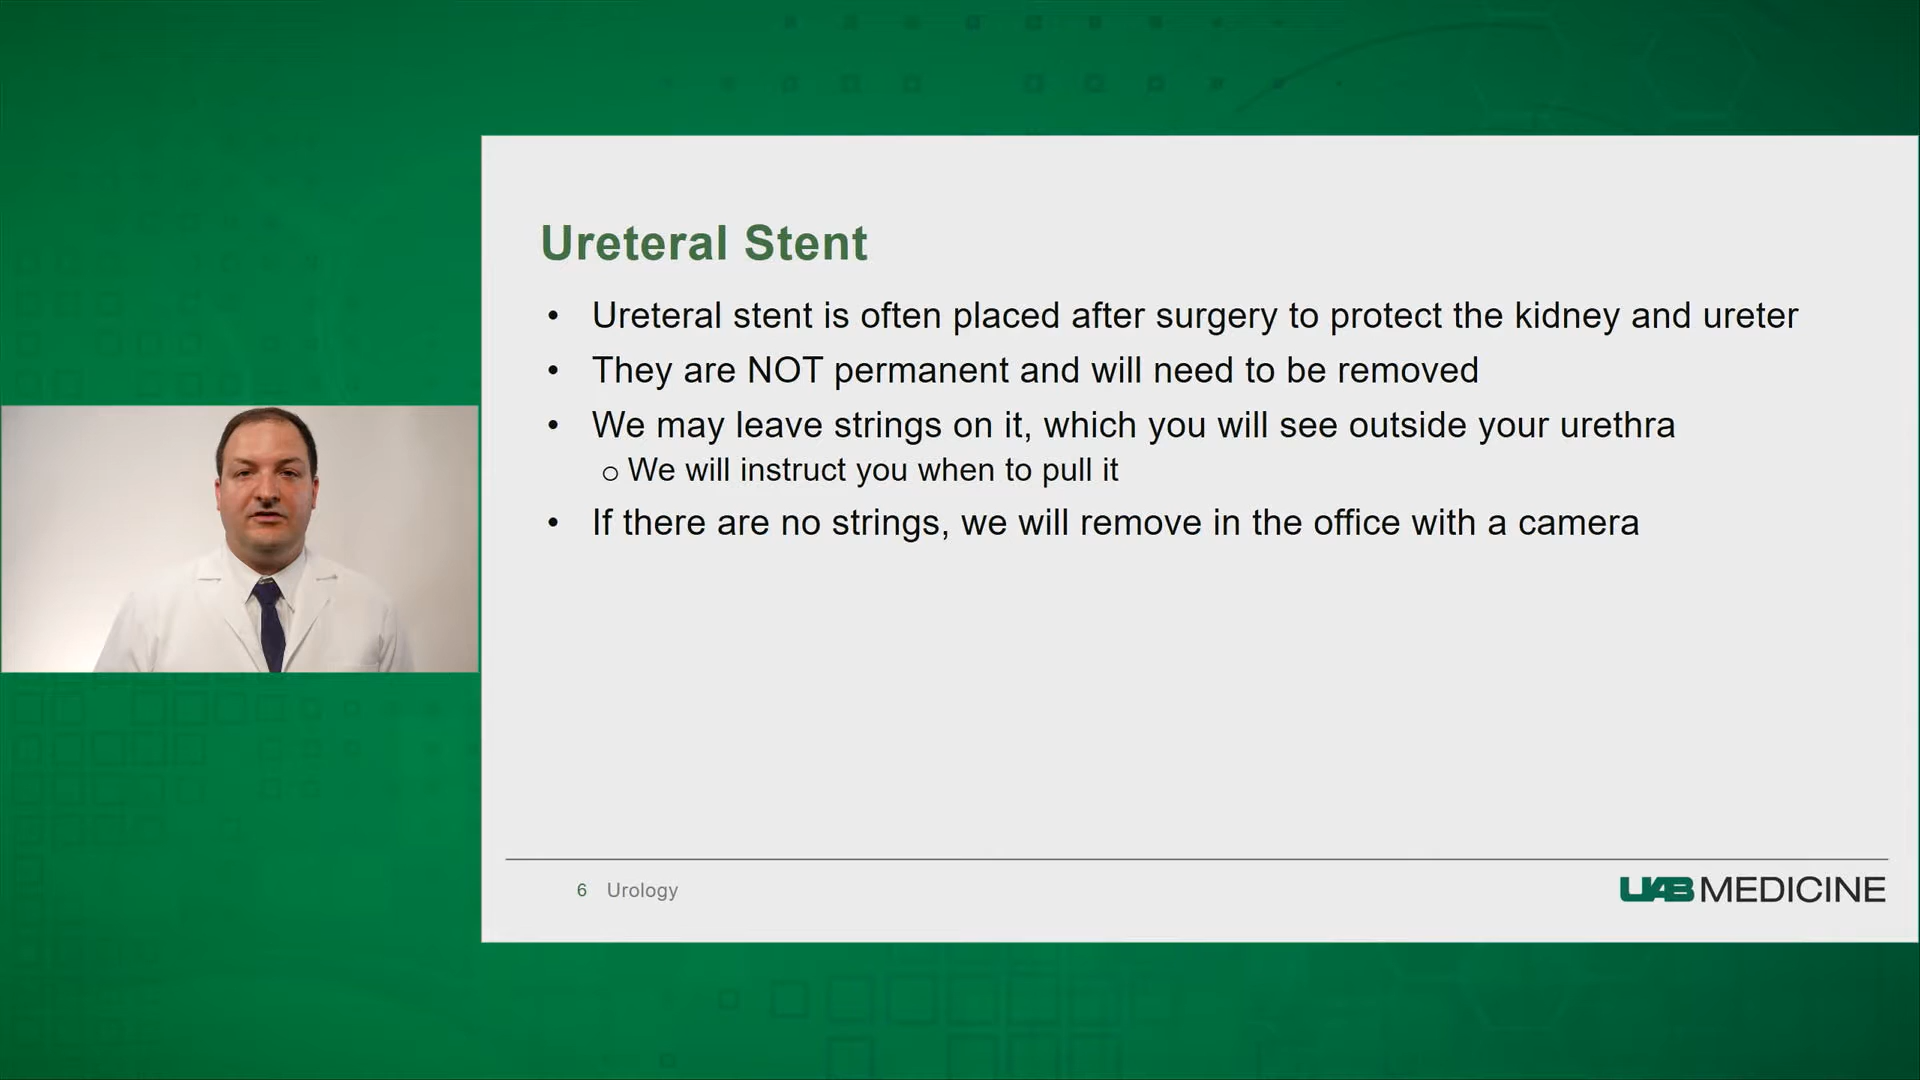 Ureteral Stent
• Ureteral stent is often placed after surgery to protect the kidney and ureter
• They are NOT permanent and will need to be removed
• We may leave strings on it, which you will see outside your urethra
o We will instruct you when to pull it
• If there are no strings, we will remove in the office with a camera
6 Urology
UAB MEDICINE